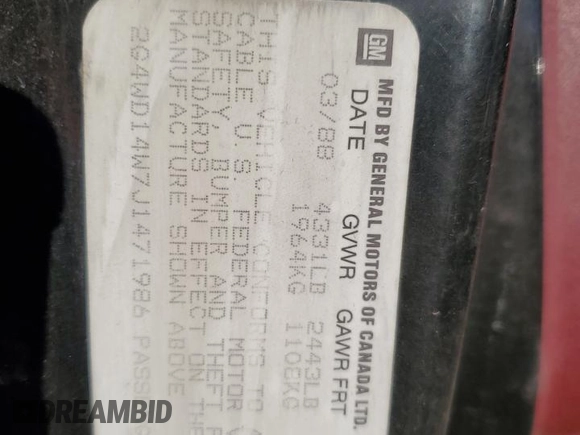 GM
MFD BY GENERAL MOTORS OF CANADA LTD.
DATE GVWR GAWR FRT
03/88 4331LB 2443LB
1964KG 1108KG
THIS VEHICLE CONFORMS TO
CABLE U.S. FEDERAL MOTOR
SAFETY, BUMPER AND THEFT
STANDARDS IN EFFECT ON THE
MANUFACTURE SHOWN ABOVE
2G4WD14W7J1471986 PASS
DREAMBID